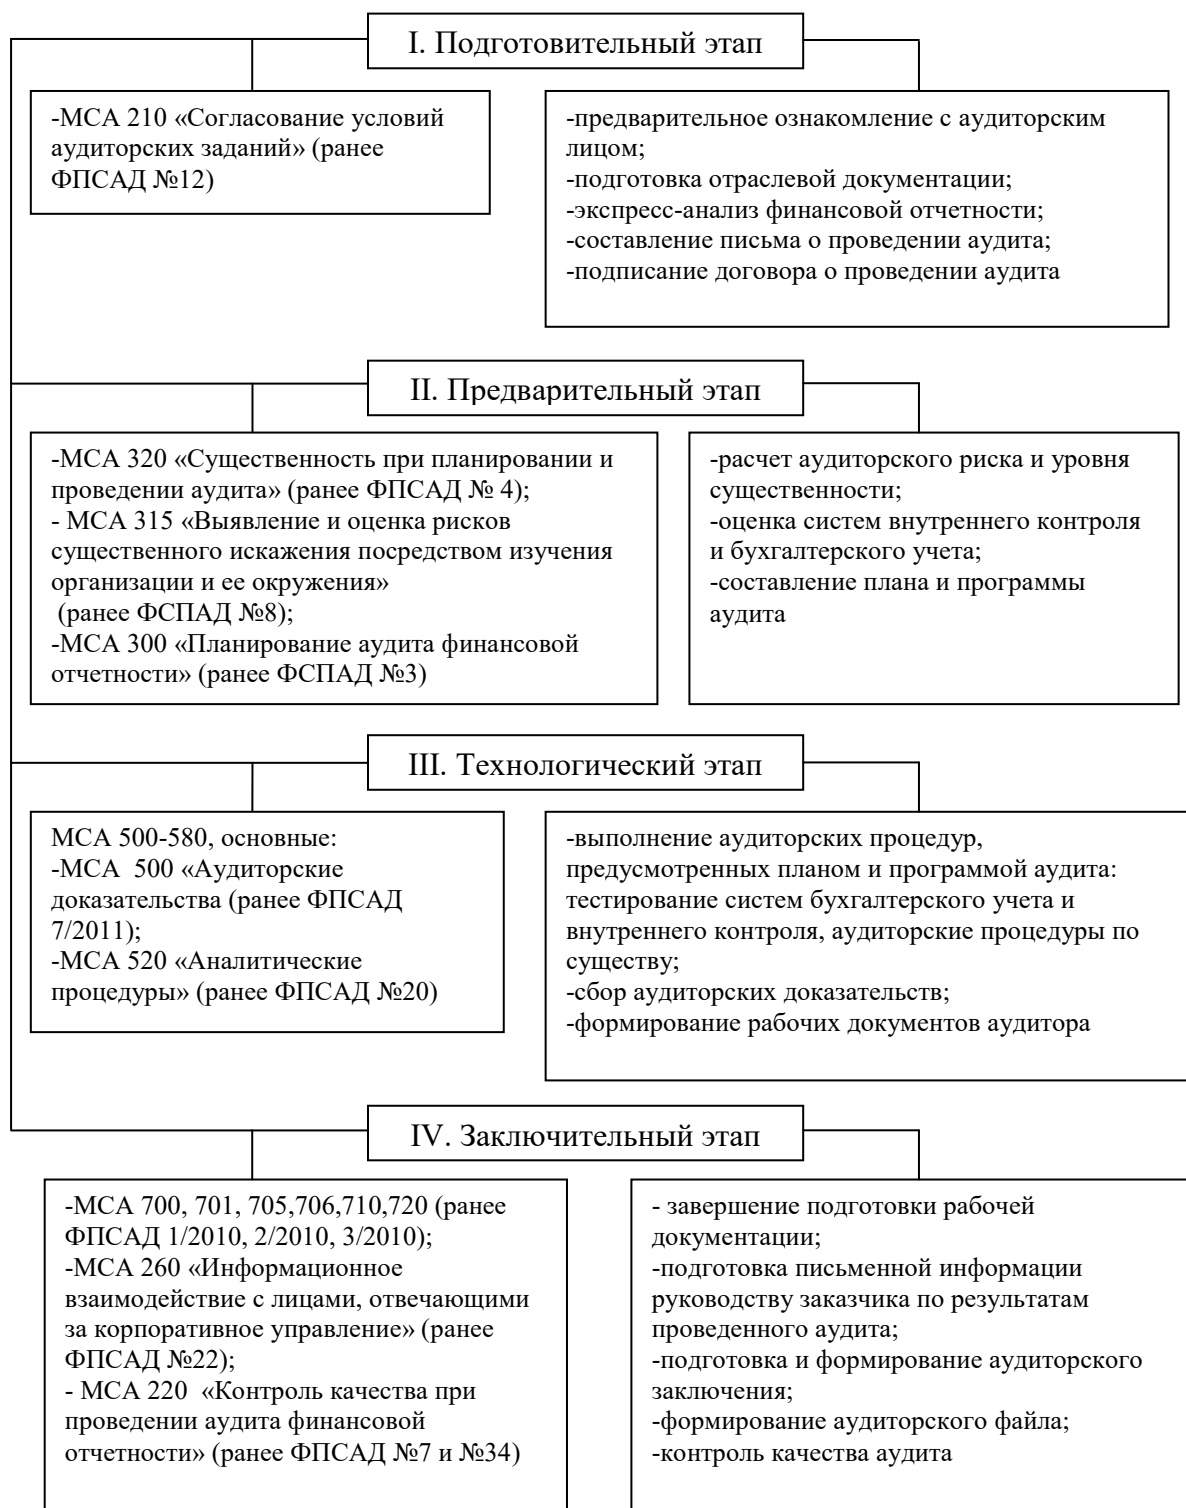 I. Подготовительный этап
-МСА 210 «Согласование условий
аудиторских заданий» (ранее
ФПСАД №12)
-предварительное ознакомление с аудиторским
лицом;
-подготовка отраслевой документации;
-экспресс-анализ финансовой отчетности;
-составление письма о проведении аудита;
-подписание договора о проведении аудита
II. Предварительный этап
-МСА 320 «Существенность при планировании и
проведении аудита» (ранее ФПСАД № 4);
- МСА 315 «Выявление и оценка рисков
существенного искажения посредством изучения
организации и ее окружения»
(ранее ФСПАД №8);
-МСА 300 «Планирование аудита финансовой
отчетности» (ранее ФСПАД №3)
-расчет аудиторского риска и уровня
существенности;
-оценка систем внутреннего контроля
и бухгалтерского учета;
-составление плана и программы
аудита
III. Технологический этап
МСА 500-580, основные:
-МСА 500 «Аудиторские
доказательства (ранее ФПСАД
7/2011);
-МСА 520 «Аналитические
процедуры» (ранее ФПСАД №20)
-выполнение аудиторских процедур,
предусмотренных планом и программой аудита:
тестирование систем бухгалтерского учета и
внутреннего контроля, аудиторские процедуры по
существу;
-сбор аудиторских доказательств;
-формирование рабочих документов аудитора
IV. Заключительный этап
-МСА 700, 701, 705,706,710,720 (ранее
ФПСАД 1/2010, 2/2010, 3/2010);
-МСА 260 «Информационное
взаимодействие с лицами, отвечающими
за корпоративное управление» (ранее
ФПСАД №22);
- МСА 220 «Контроль качества при
проведении аудита финансовой
отчетности» (ранее ФПСАД №7 и №34)
- завершение подготовки рабочей
документации;
-подготовка письменной информации
руководству заказчика по результатам
проведенного аудита;
-подготовка и формирование аудиторского
заключения;
-формирование аудиторского файла;
-контроль качества аудита